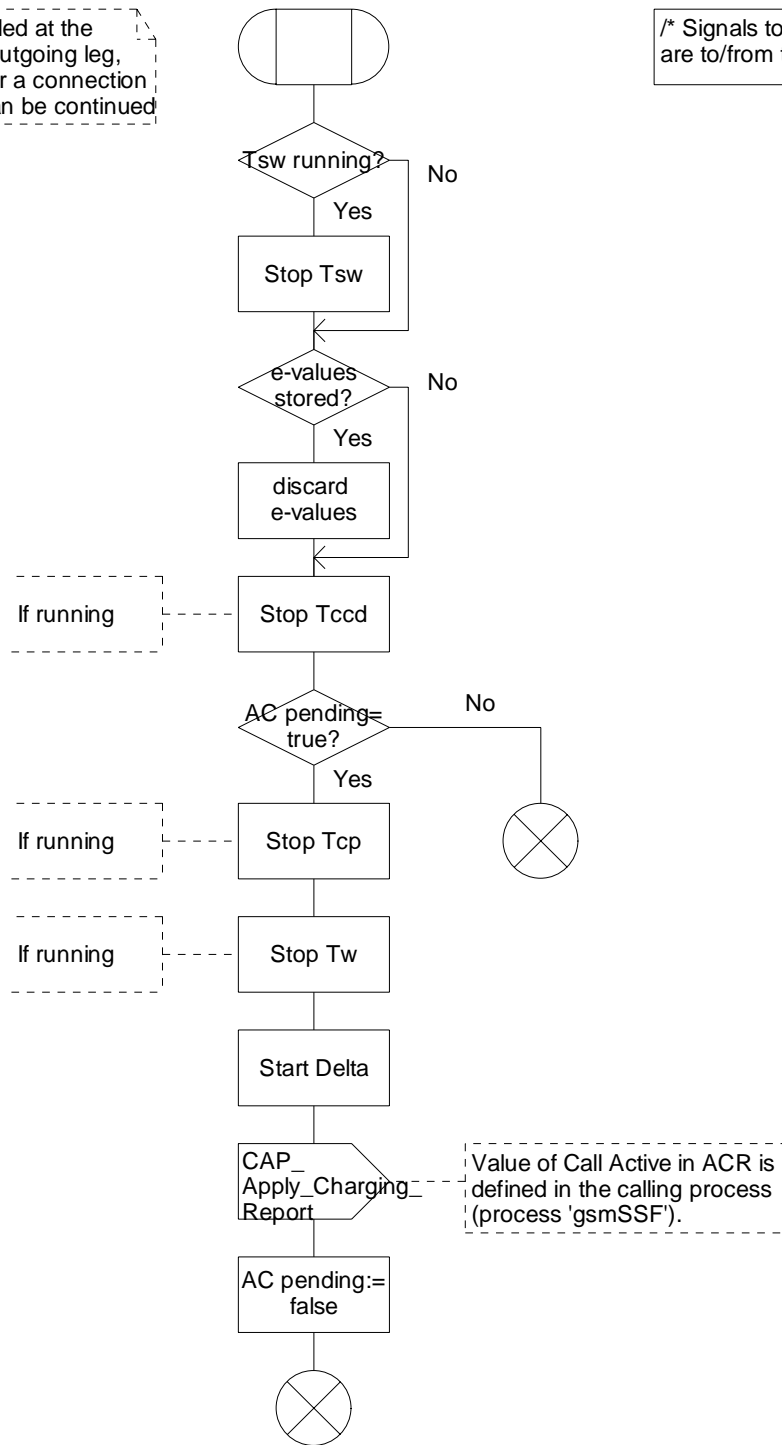 led at the
utgoing leg,
r a connection
n be continued
/* Signals to
are to/from
Tsw running?
No
Yes
Stop Tsw
e-values
stored?
No
Yes
discard
e-values
If running
Stop Tccd
AC pending=
true?
No
Yes
If running
Stop Tcp
If running
Stop Tw
Start Delta
CAP_
Apply_Charging_
Report
Value of Call Active in ACR is
defined in the calling process
(process 'gsmSSF').
AC pending:=
false